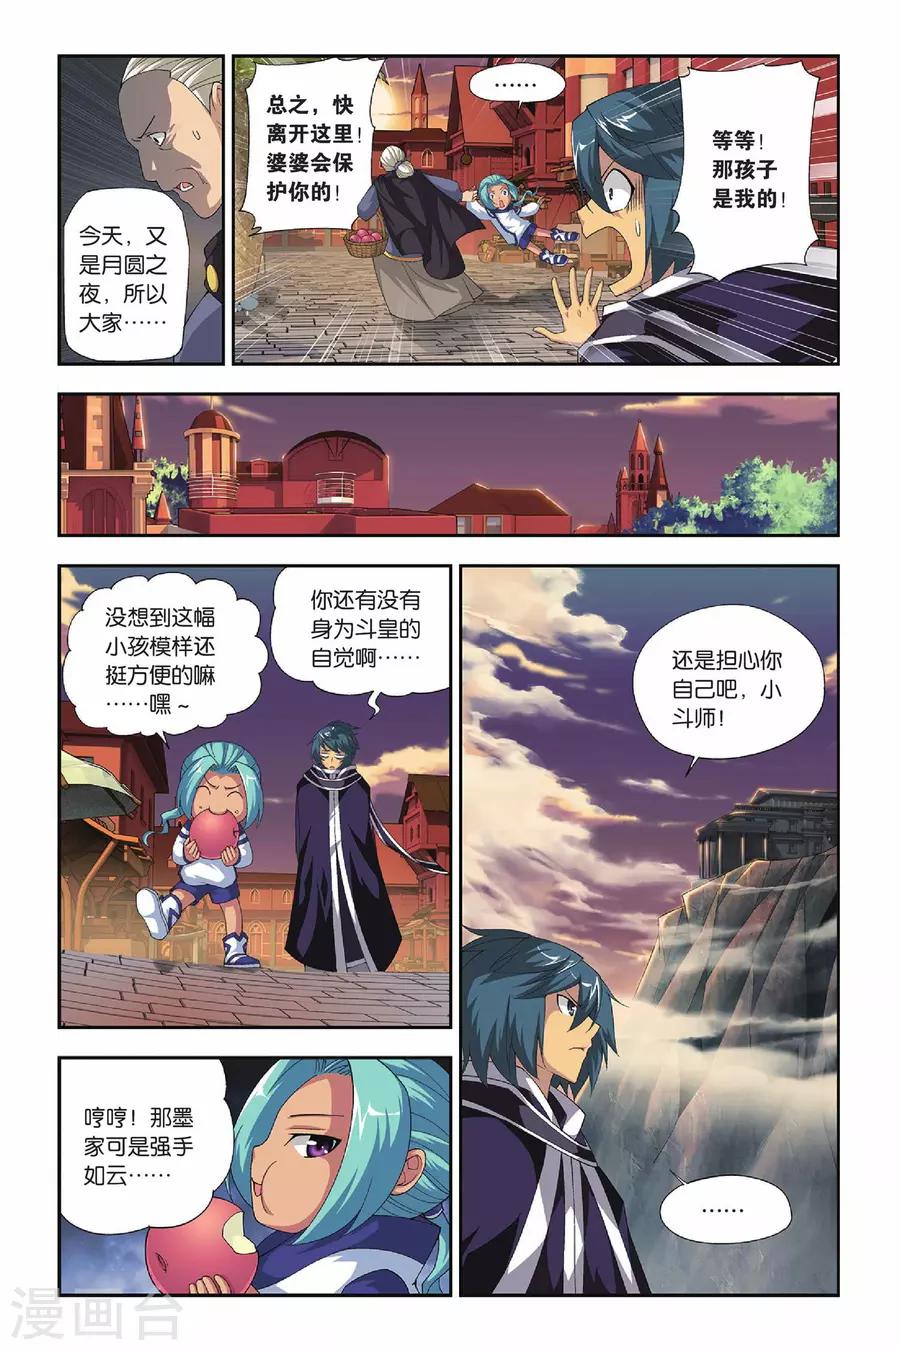 今天，又
是月圆之
夜，所以
大家……
总之，快
离开这里！
婆婆会保
护你的！
……
等等！
那孩子
是我的！
没想到这幅
小孩模样还
挺方便的嘛
……嘿~
你还有没有
身为斗皇的
自觉啊……
还是担心你
自己吧，小
斗师！
哼哼！那墨
家可是强手
如云……
……
漫画台